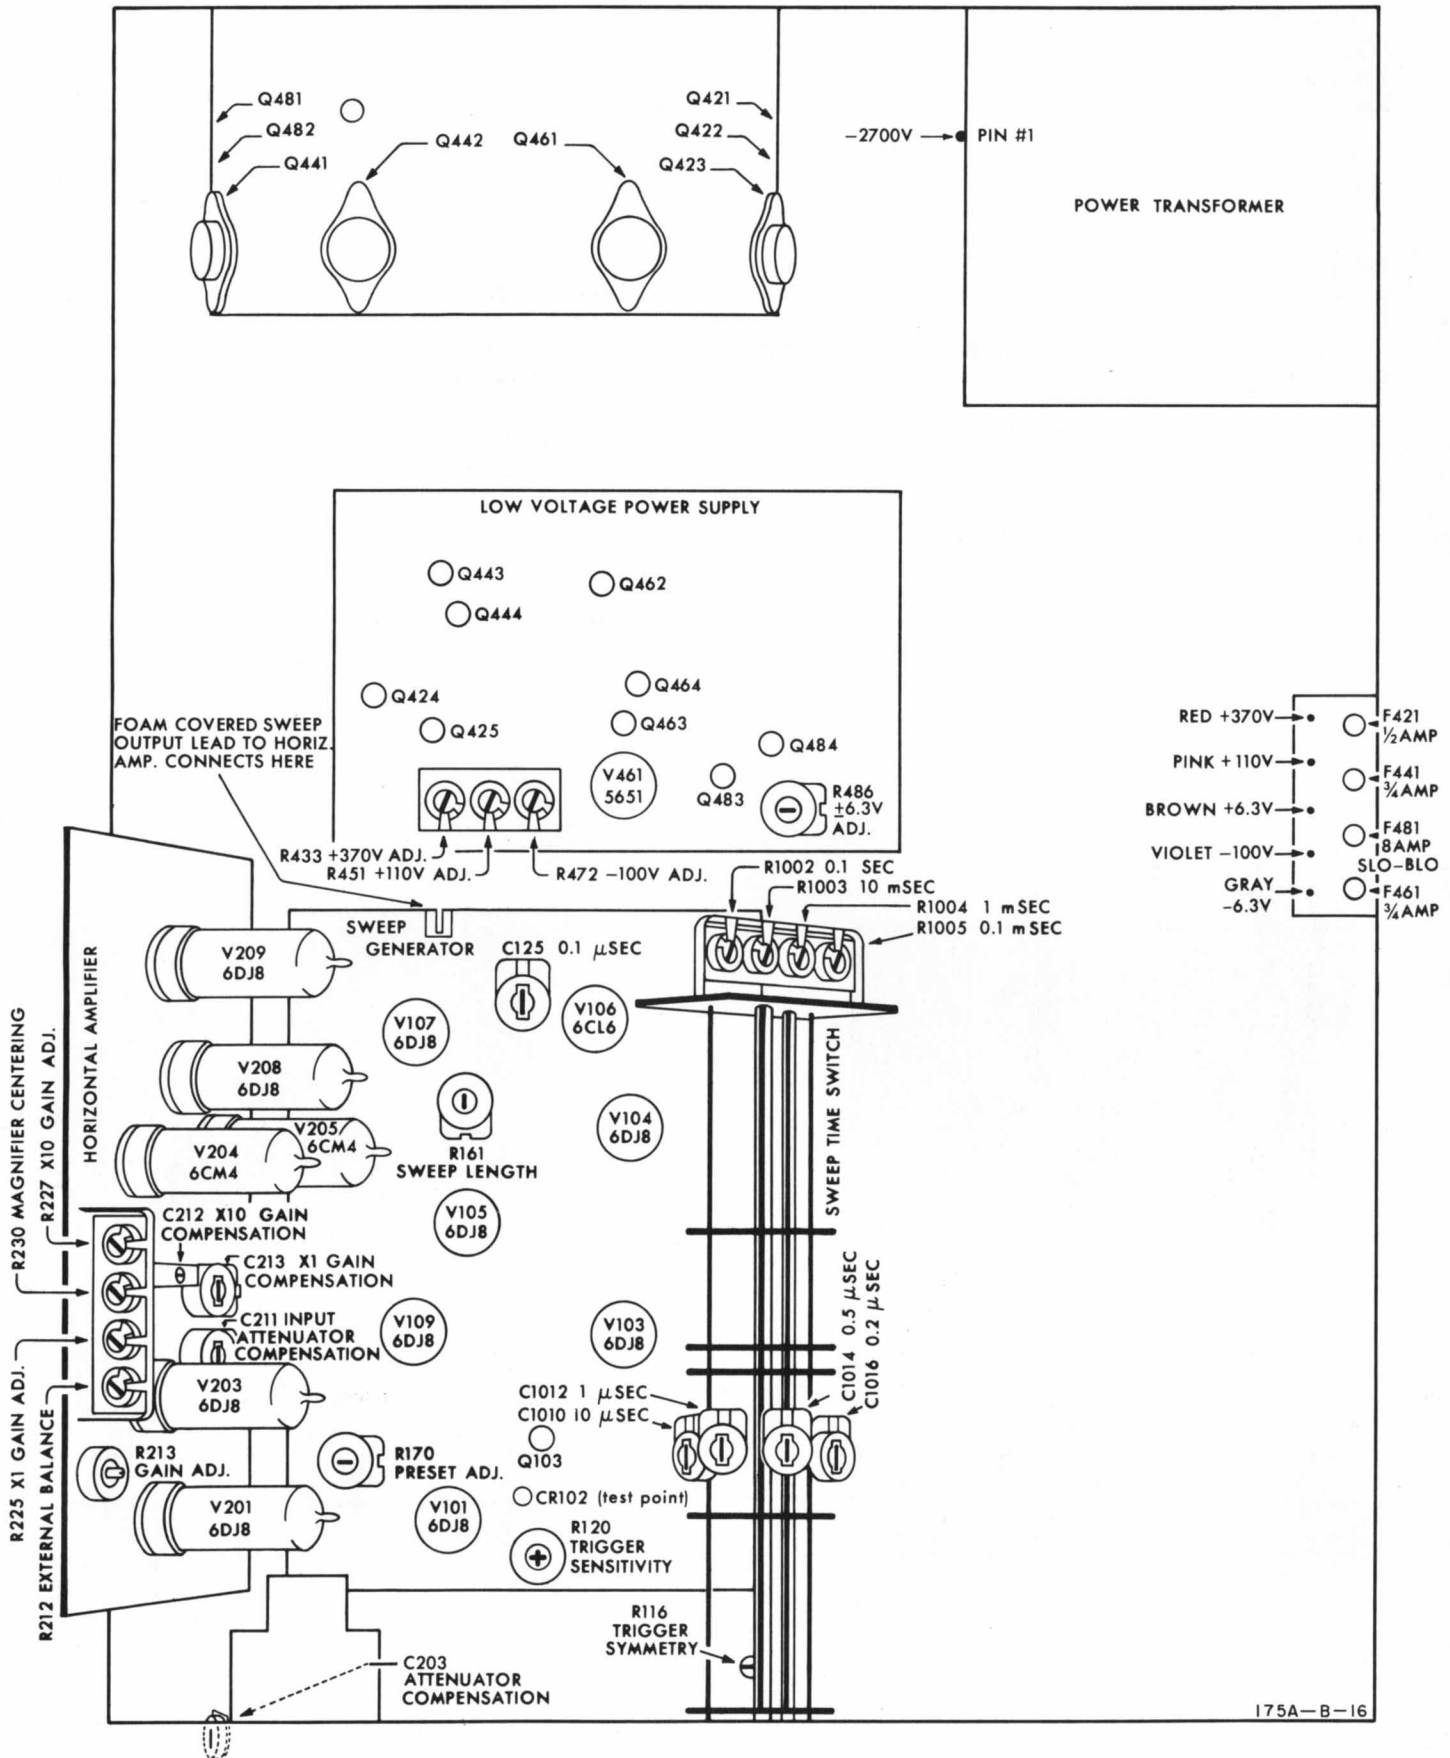 Q481
Q482
Q441
Q442
Q461
Q421
Q422
Q423
-2700V
PIN #1
POWER TRANSFORMER
LOW VOLTAGE POWER SUPPLY
Q443
Q444
Q462
Q424
Q425
Q464
Q463
Q484
Q483
V461
5651
R486
±6.3V
ADJ.
FOAM COVERED SWEEP
OUTPUT LEAD TO HORIZ.
AMP. CONNECTS HERE
R433 +370V ADJ.
R451 +110V ADJ.
R472 -100V ADJ.
RED +370V
PINK +110V
BROWN +6.3V
VIOLET -100V
GRAY
-6.3V
F421
½AMP
F441
¾AMP
F481
8AMP
SLO-BLO
F461
¾AMP
R1002 0.1 SEC
R1003 10 mSEC
R1004 1 mSEC
R1005 0.1 mSEC
SWEEP
GENERATOR
C125 0.1 μSEC
HORIZONTAL AMPLIFIER
V209
6DJ8
V208
6DJ8
V205
6CM4
V204
6CM4
V107
6DJ8
V106
6CL6
V104
6DJ8
R161
SWEEP LENGTH
V105
6DJ8
SWEEP TIME SWITCH
R227 X10 GAIN ADJ.
R230 MAGNIFIER CENTERING
R225 X1 GAIN ADJ.
R212 EXTERNAL BALANCE
C212 X10 GAIN
COMPENSATION
C213 X1 GAIN
COMPENSATION
C211 INPUT
ATTENUATOR
COMPENSATION
V109
6DJ8
V103
6DJ8
C1014 0.5 μSEC
C1016 0.2 μSEC
C1012 1 μSEC
C1010 10 μSEC
V203
6DJ8
R213
GAIN ADJ.
R170
PRESET ADJ.
Q103
CR102 (test point)
V201
6DJ8
V101
6DJ8
R120
TRIGGER
SENSITIVITY
R116
TRIGGER
SYMMETRY
C203
ATTENUATOR
COMPENSATION
175A-B-16